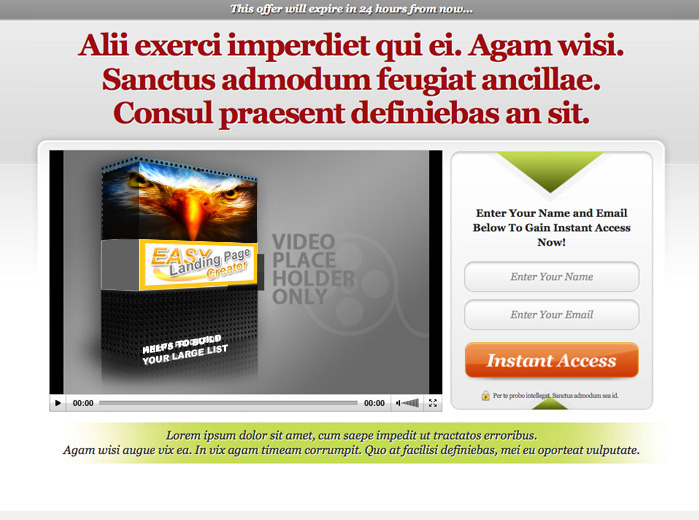 This offer will expire in 24 hours from now...
Alii exerci imperdiet qui ei. Agam wisi.
Sanctus admodum feugiat ancillae.
Consul praesent definiebas an sit.
EASY
Landing Page
Creator
HELPS TO BUILD
YOUR LARGE LIST
VIDEO
PLACE
HOLDER
ONLY
00:00
00:00
Enter Your Name and Email
Below To Gain Instant Access
Now!
Enter Your Name
Enter Your Email
Instant Access
Per te probo intellegat. Sanctus admodum sea id.
Lorem ipsum dolor sit amet, cum saepe impedit ut tractatos erroribus.
Agam wisi augue vix ea. In vix agam timeam corrumpit. Quo at facilisi definiebas, mei eu oporteat vulputate.